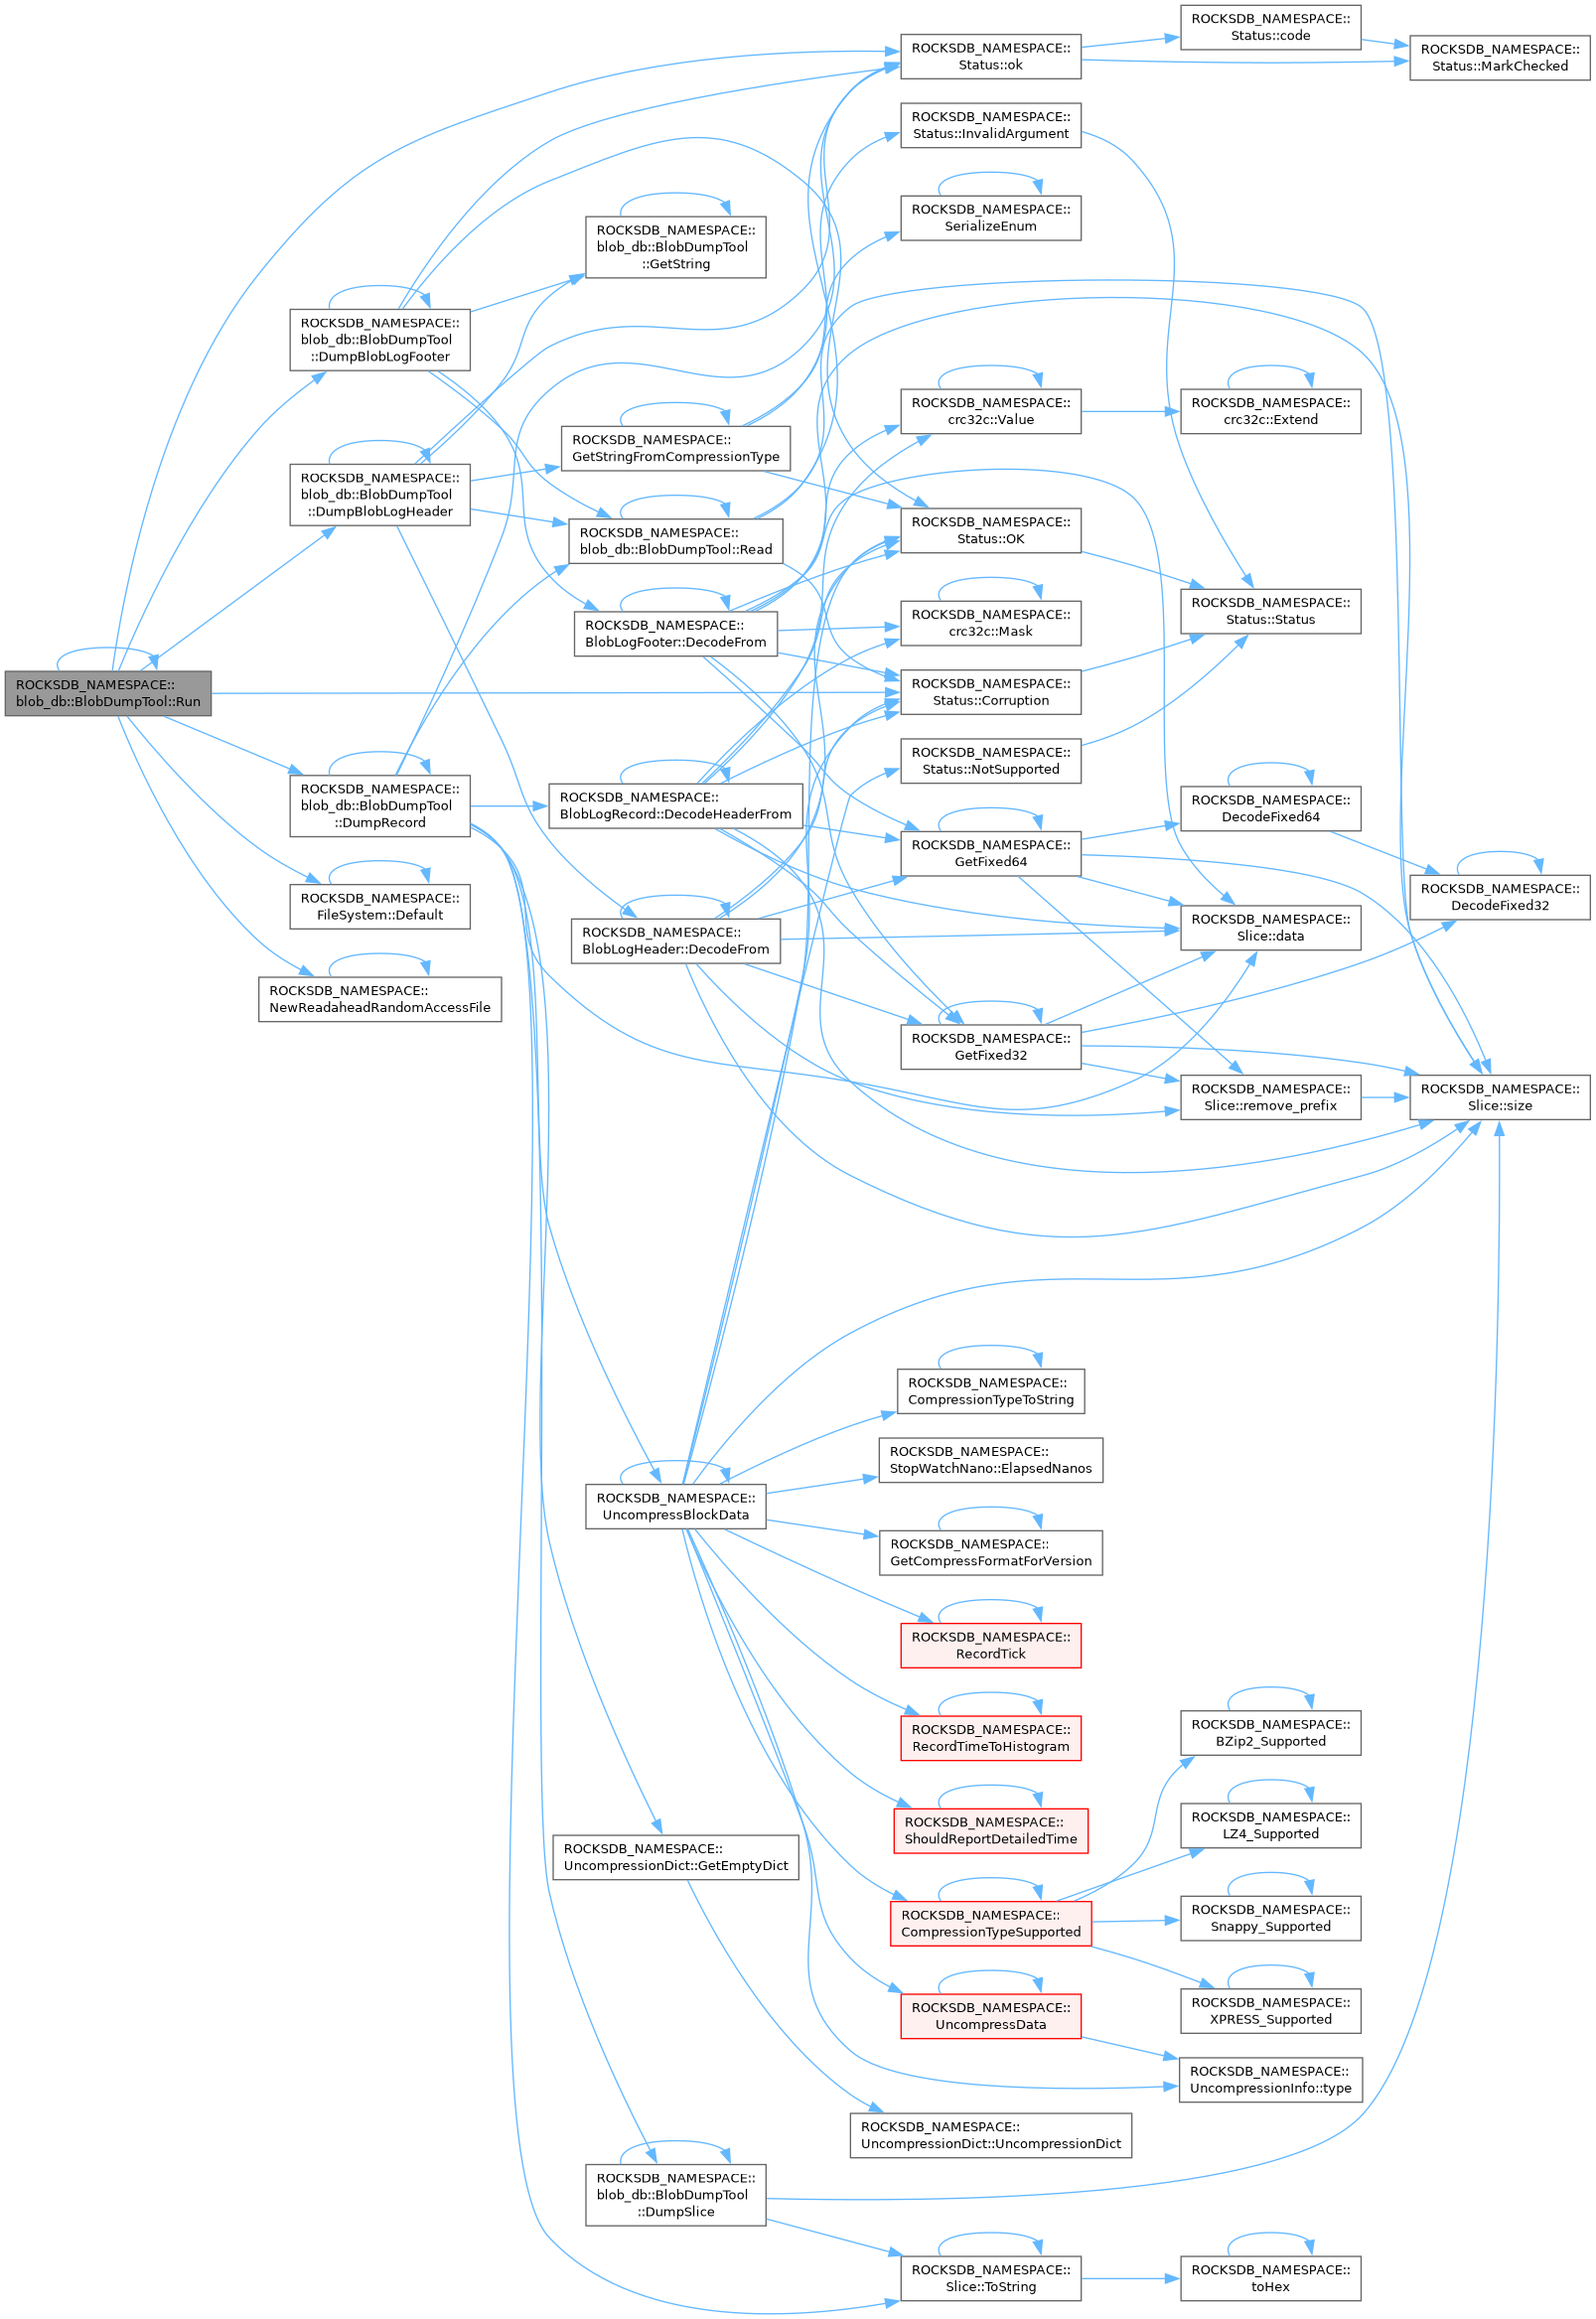 ROCKSDB_NAMESPACE::
blob_db::BlobDumpTool::Run
ROCKSDB_NAMESPACE::
blob_db::BlobDumpTool
::DumpBlobLogFooter
ROCKSDB_NAMESPACE::
blob_db::BlobDumpTool
::DumpBlobLogHeader
ROCKSDB_NAMESPACE::
blob_db::BlobDumpTool
::DumpRecord
ROCKSDB_NAMESPACE::
FileSystem::Default
ROCKSDB_NAMESPACE::
NewReadaheadRandomAccessFile
ROCKSDB_NAMESPACE::
blob_db::BlobDumpTool
::GetString
ROCKSDB_NAMESPACE::
GetStringFromCompressionType
ROCKSDB_NAMESPACE::
blob_db::BlobDumpTool::Read
ROCKSDB_NAMESPACE::
BlobLogFooter::DecodeFrom
ROCKSDB_NAMESPACE::
BlobLogRecord::DecodeHeaderFrom
ROCKSDB_NAMESPACE::
BlobLogHeader::DecodeFrom
ROCKSDB_NAMESPACE::
UncompressBlockData
ROCKSDB_NAMESPACE::
UncompressionDict::GetEmptyDict
ROCKSDB_NAMESPACE::
blob_db::BlobDumpTool
::DumpSlice
ROCKSDB_NAMESPACE::
Status::ok
ROCKSDB_NAMESPACE::
Status::InvalidArgument
ROCKSDB_NAMESPACE::
SerializeEnum
ROCKSDB_NAMESPACE::
crc32c::Value
ROCKSDB_NAMESPACE::
Status::OK
ROCKSDB_NAMESPACE::
crc32c::Mask
ROCKSDB_NAMESPACE::
Status::Corruption
ROCKSDB_NAMESPACE::
Status::NotSupported
ROCKSDB_NAMESPACE::
GetFixed64
ROCKSDB_NAMESPACE::
GetFixed32
ROCKSDB_NAMESPACE::
CompressionTypeToString
ROCKSDB_NAMESPACE::
StopWatchNano::ElapsedNanos
ROCKSDB_NAMESPACE::
GetCompressFormatForVersion
ROCKSDB_NAMESPACE::
RecordTick
ROCKSDB_NAMESPACE::
RecordTimeToHistogram
ROCKSDB_NAMESPACE::
ShouldReportDetailedTime
ROCKSDB_NAMESPACE::
CompressionTypeSupported
ROCKSDB_NAMESPACE::
UncompressData
ROCKSDB_NAMESPACE::
UncompressionDict::UncompressionDict
ROCKSDB_NAMESPACE::
Slice::ToString
ROCKSDB_NAMESPACE::
Status::code
ROCKSDB_NAMESPACE::
crc32c::Extend
ROCKSDB_NAMESPACE::
Status::Status
ROCKSDB_NAMESPACE::
DecodeFixed64
ROCKSDB_NAMESPACE::
Slice::data
ROCKSDB_NAMESPACE::
Slice::remove_prefix
ROCKSDB_NAMESPACE::
BZip2_Supported
ROCKSDB_NAMESPACE::
LZ4_Supported
ROCKSDB_NAMESPACE::
Snappy_Supported
ROCKSDB_NAMESPACE::
XPRESS_Supported
ROCKSDB_NAMESPACE::
UncompressionInfo::type
ROCKSDB_NAMESPACE::
toHex
ROCKSDB_NAMESPACE::
Status::MarkChecked
ROCKSDB_NAMESPACE::
DecodeFixed32
ROCKSDB_NAMESPACE::
Slice::size